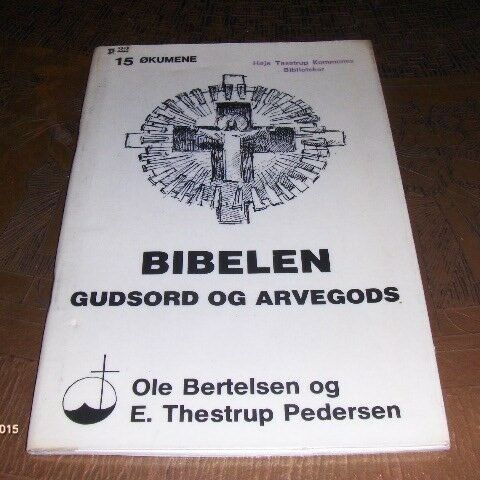 15 ØKUMENE
Høje Taastrup Kommunes
Biblioteker
BIBELEN
GUDSORD OG ARVEGODS
Ole Bertelsen og
E. Thestrup Pedersen
015